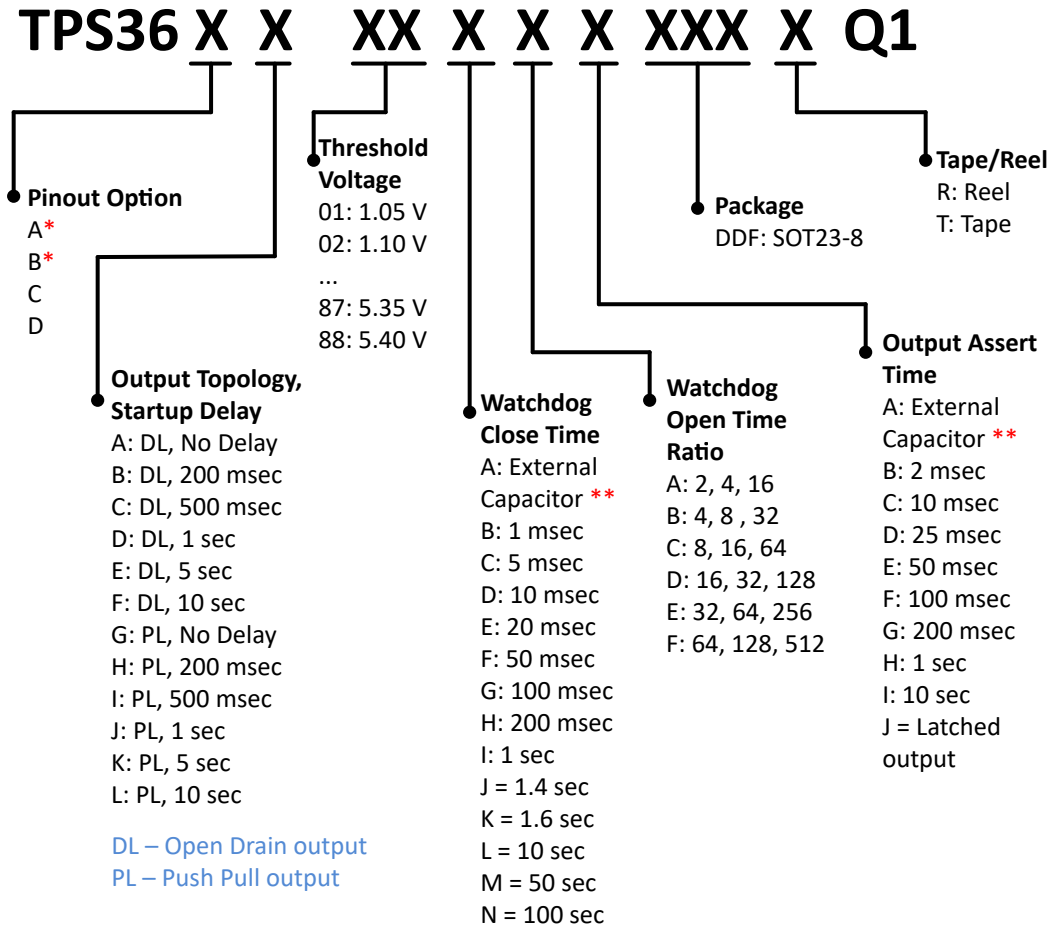 TPS36 X X XX X X X XXX X Q1
Pinout Option
A*
B*
C
D
Output Topology,
Startup Delay
A: DL, No Delay
B: DL, 200 msec
C: DL, 500 msec
D: DL, 1 sec
E: DL, 5 sec
F: DL, 10 sec
G: PL, No Delay
H: PL, 200 msec
I: PL, 500 msec
J: PL, 1 sec
K: PL, 5 sec
L: PL, 10 sec
DL – Open Drain output
PL – Push Pull output
Threshold
Voltage
01: 1.05 V
02: 1.10 V
...
87: 5.35 V
88: 5.40 V
Watchdog
Close Time
A: External
Capacitor **
B: 1 msec
C: 5 msec
D: 10 msec
E: 20 msec
F: 50 msec
G: 100 msec
H: 200 msec
I: 1 sec
J = 1.4 sec
K = 1.6 sec
L = 10 sec
M = 50 sec
N = 100 sec
Watchdog
Open Time
Ratio
A: 2, 4, 16
B: 4, 8 , 32
C: 8, 16, 64
D: 16, 32, 128
E: 32, 64, 256
F: 64, 128, 512
Output Assert
Time
A: External
Capacitor **
B: 2 msec
C: 10 msec
D: 25 msec
E: 50 msec
F: 100 msec
G: 200 msec
H: 1 sec
I: 10 sec
J = Latched
output
Package
DDF: SOT23-8
Tape/Reel
R: Reel
T: Tape